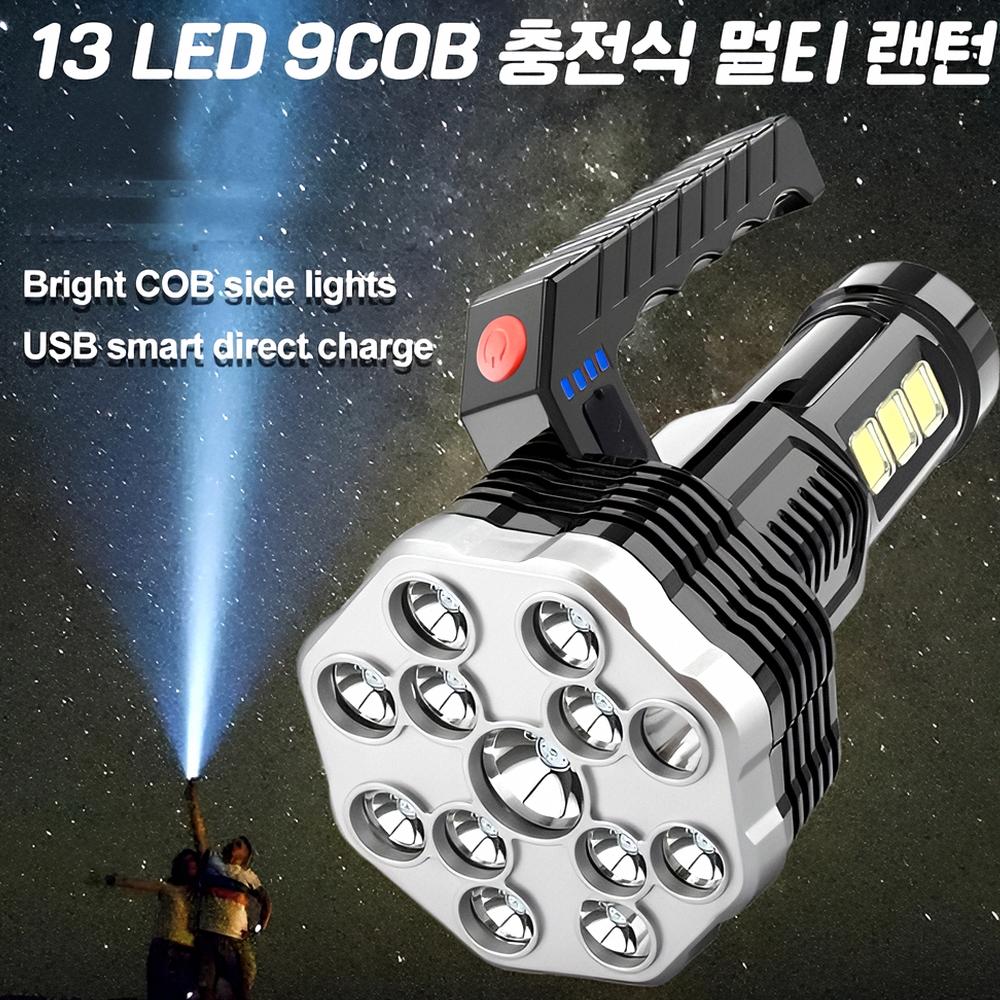 13 LED 9COB 충전식 멀티 랜턴
Bright COB side lights
USB smart direct charge